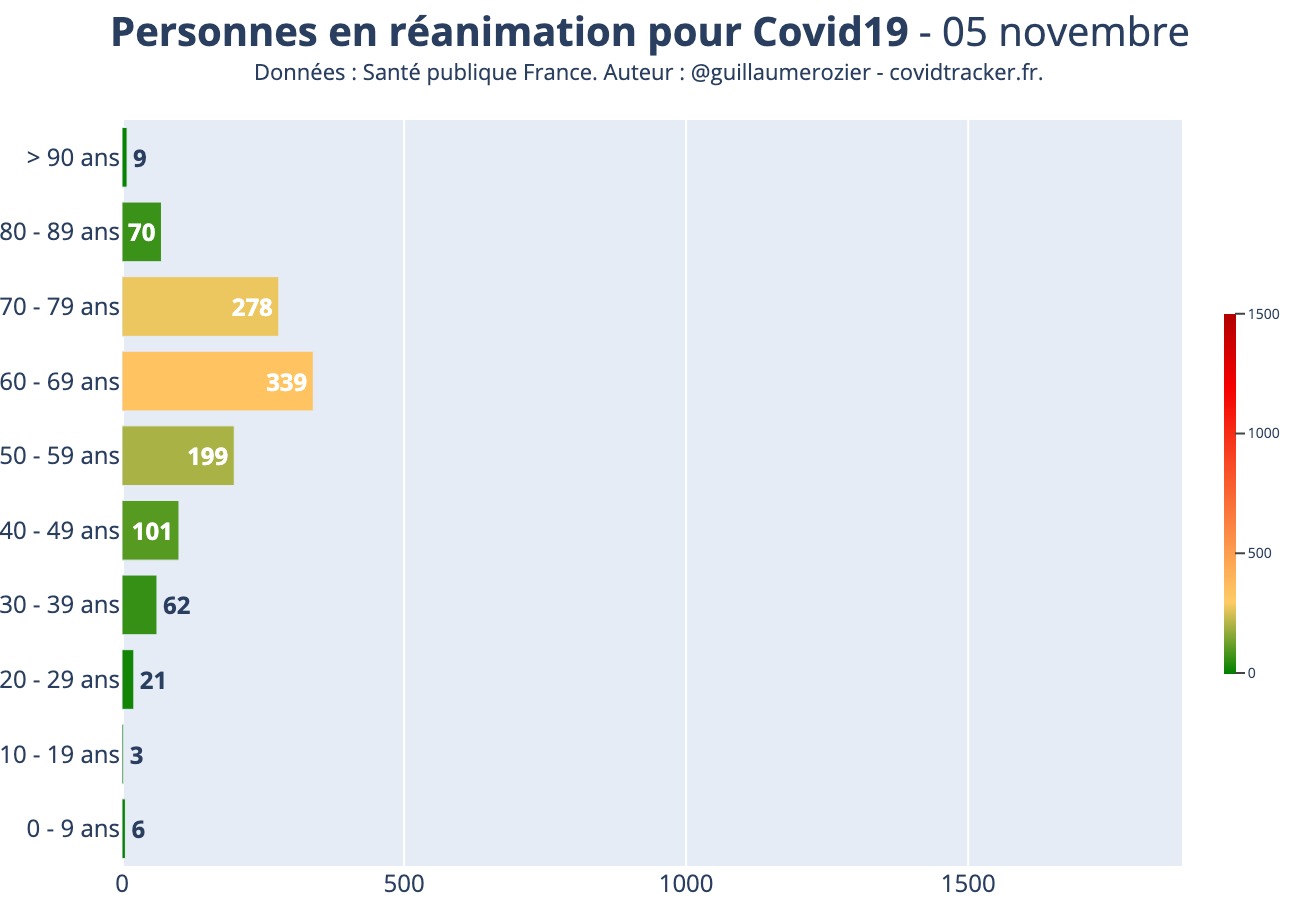 Personnes en réanimation pour Covid19 - 05 novembre
Données : Santé publique France. Auteur : @guillaumerozier - covidtracker.fr.
> 90 ans 9
80 - 89 ans 70
70 - 79 ans 278
60 - 69 ans 339
50 - 59 ans 199
40 - 49 ans 101
30 - 39 ans 62
20 - 29 ans 21
10 - 19 ans 3
0 - 9 ans 6
0 500 1000 1500
1500
1000
500
0